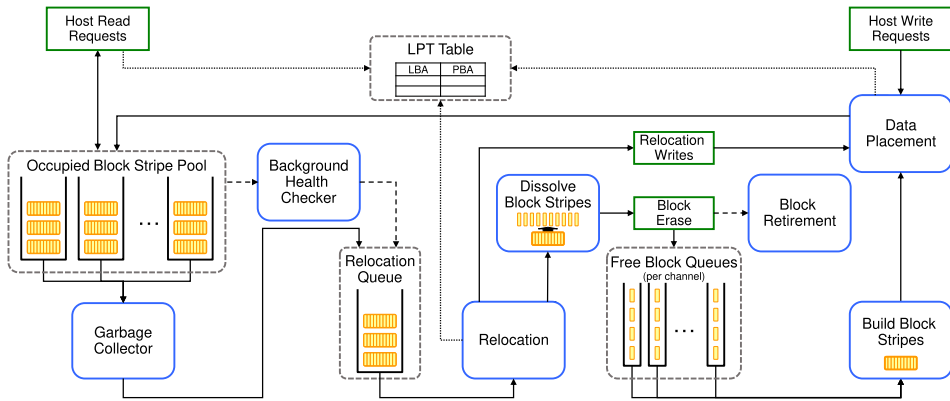 Host Read
Requests
LPT Table
LBA PBA
Host Write
Requests
Data
Placement
Occupied Block Stripe Pool
...
Background
Health
Checker
Relocation
Writes
Dissolve
Block Stripes
Block
Erase
Block
Retirement
Relocation
Queue
Free Block Queues
(per channel)
...
Garbage
Collector
Relocation
Build Block
Stripes